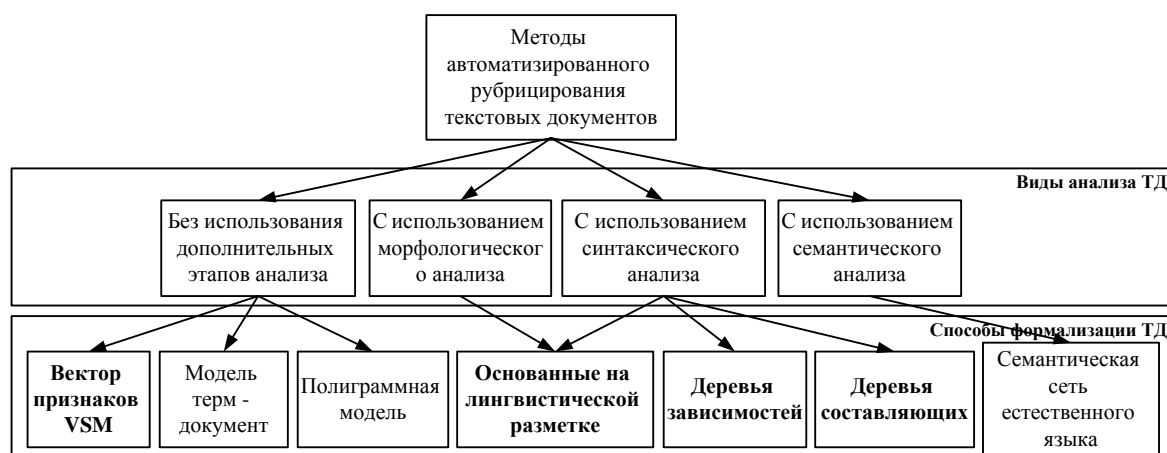 Методы
автоматизированного
рубрицирования
текстовых документов
Виды анализа ТД
Без использования
дополнительных
этапов анализа
С использованием
морфологическог
о анализа
С использованием
синтаксического
анализа
С использованием
семантического
анализа
Способы формализации ТД
Вектор
признаков
VSM
Модель
терм -
документ
Полиграммная
модель
Основанные на
лингвистической
разметке
Деревья
зависимостей
Деревья
составляющих
Семантическая
сеть
естественного
языка